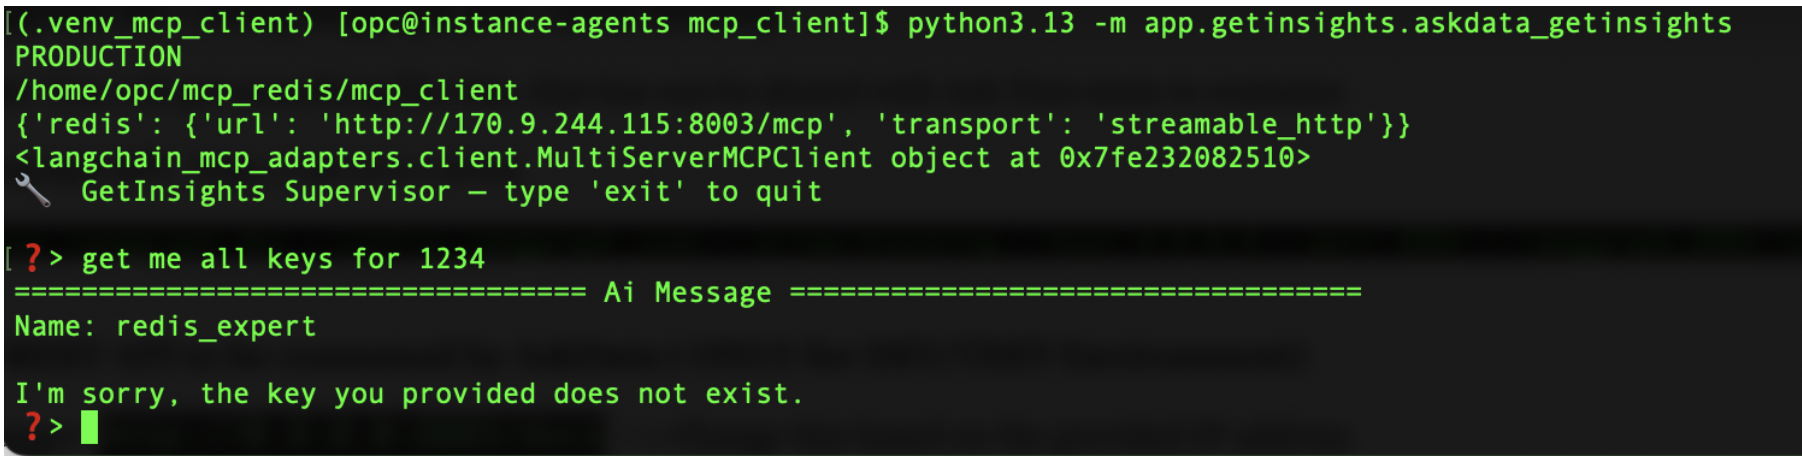 [(.venv_mcp_client) [opc@instance-agents mcp_client]$ python3.13 -m app.getinsights.askdata_getinsights
PRODUCTION
/home/opc/mcp_redis/mcp_client
{'redis': {'url': 'http://170.9.244.115:8003/mcp', 'transport': 'streamable_http'}}
<langchain_mcp_adapters.client.MultiServerMCPClient object at 0x7fe232082510>
🔧  GetInsights Supervisor — type 'exit' to quit
[❓> get me all keys for 1234
================================== Ai Message ==================================
Name: redis_expert
I'm sorry, the key you provided does not exist.
❓>